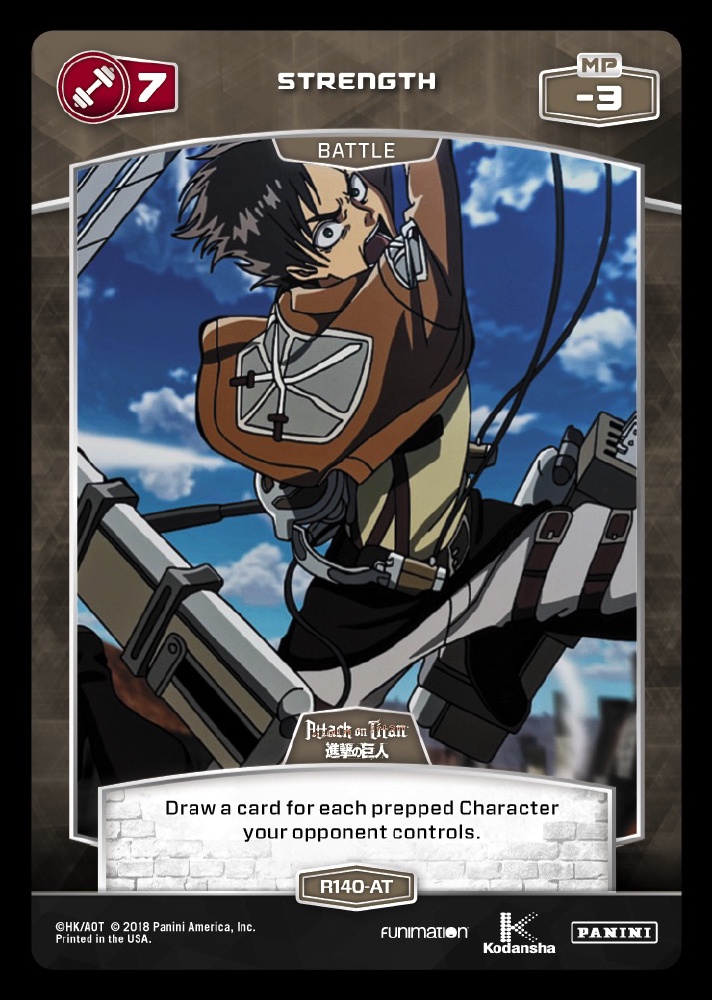 7
STRENGTH
MP
-3
BATTLE
Attack on Titan
進撃の巨人
Draw a card for each prepped Character
your opponent controls.
R140-AT
©HK/AOT © 2018 Panini America, Inc.
Printed in the USA.
FUNIMATION
Kodansha
PANINI